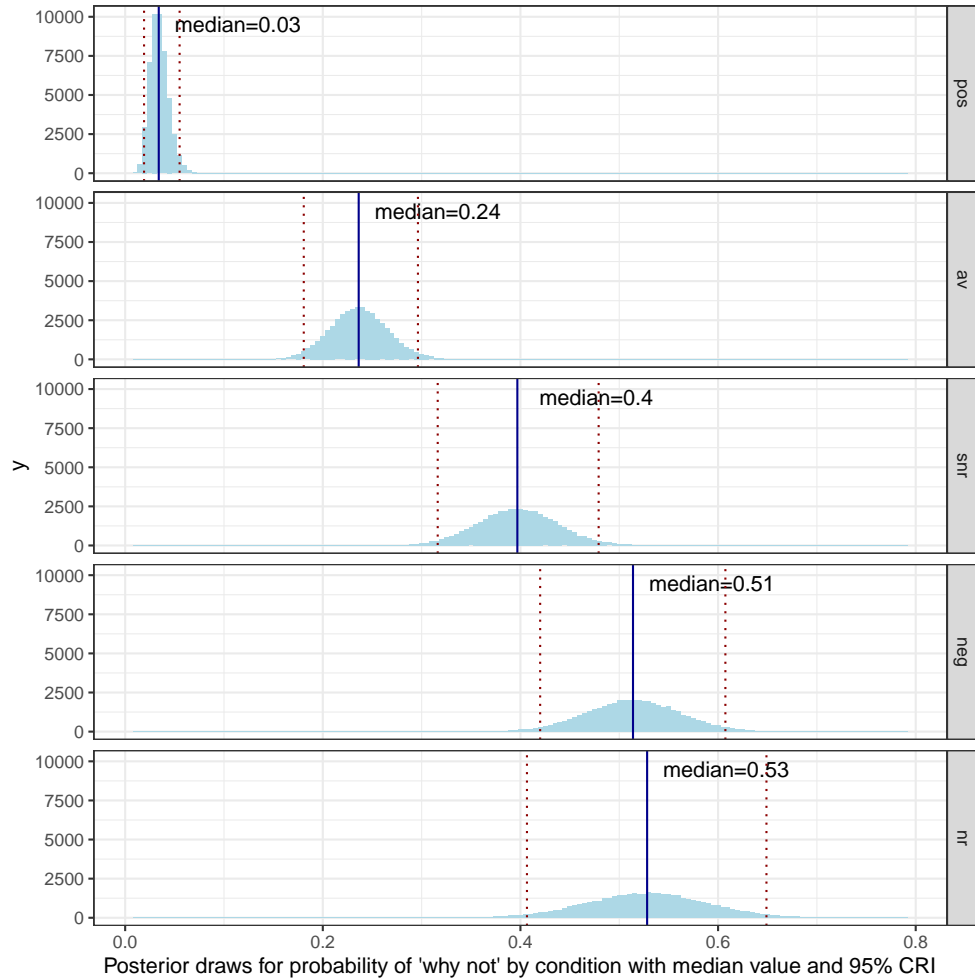 10000
7500
5000
2500
0
median=0.03
pos
10000
7500
5000
2500
0
median=0.24
av
10000
7500
5000
2500
0
median=0.4
snr
y
10000
7500
5000
2500
0
median=0.51
neg
10000
7500
5000
2500
0
median=0.53
nr
0.0 0.2 0.4 0.6 0.8
Posterior draws for probability of 'why not' by condition with median value and 95% CRI